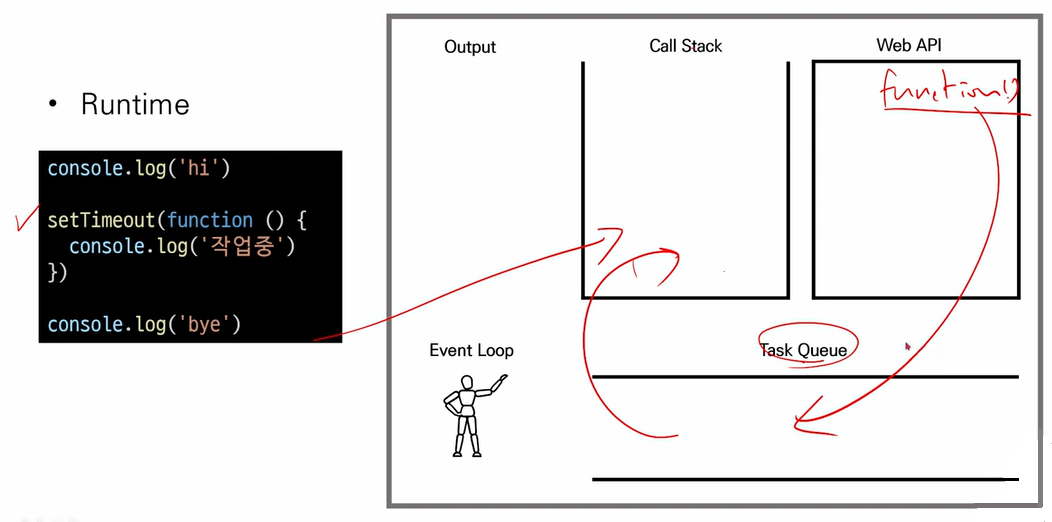 • Runtime
console.log('hi')
setTimeout(function () {
console.log('작업중')
})
console.log('bye')
Output
Call Stack
Web API
function()
Event Loop
Task Queue